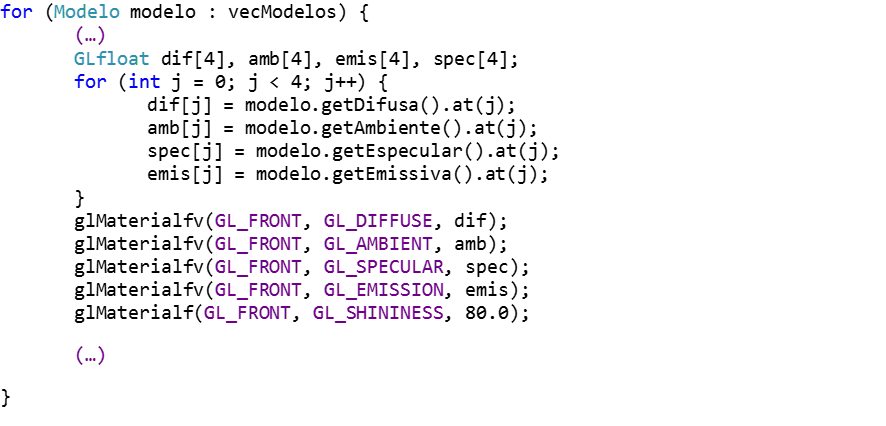 for (Modelo modelo : vecModelos) {
(…)
GLfloat dif[4], amb[4], emis[4], spec[4];
for (int j = 0; j < 4; j++) {
dif[j] = modelo.getDifusa().at(j);
amb[j] = modelo.getAmbiente().at(j);
spec[j] = modelo.getEspecular().at(j);
emis[j] = modelo.getEmissiva().at(j);
}
glMaterialfv(GL_FRONT, GL_DIFFUSE, dif);
glMaterialfv(GL_FRONT, GL_AMBIENT, amb);
glMaterialfv(GL_FRONT, GL_SPECULAR, spec);
glMaterialfv(GL_FRONT, GL_EMISSION, emis);
glMaterialf(GL_FRONT, GL_SHININESS, 80.0);
(…)
}